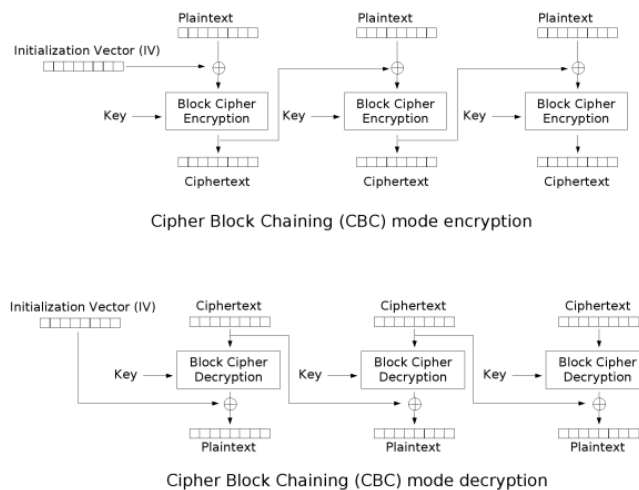 Plaintext Plaintext Plaintext
Initialization Vector (IV)
Key Block Cipher Encryption Key Block Cipher Encryption Key Block Cipher Encryption
Ciphertext Ciphertext Ciphertext
Cipher Block Chaining (CBC) mode encryption
Initialization Vector (IV) Ciphertext Ciphertext Ciphertext
Key Block Cipher Decryption Key Block Cipher Decryption Key Block Cipher Decryption
Plaintext Plaintext Plaintext
Cipher Block Chaining (CBC) mode decryption